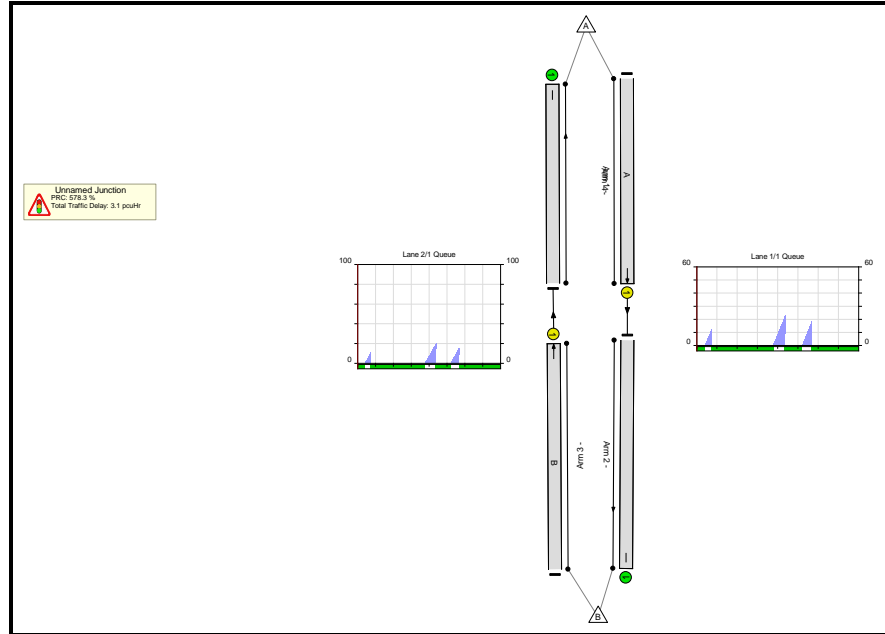 A
Unnamed Junction
PRC: 578.3 %
Total Traffic Delay: 3.1 pcuHr
A
Lane 2/1 Queue
100
100
0
0
Lane 1/1 Queue
60
60
0
0
B
Arm 3 -
Arm 2 -
B